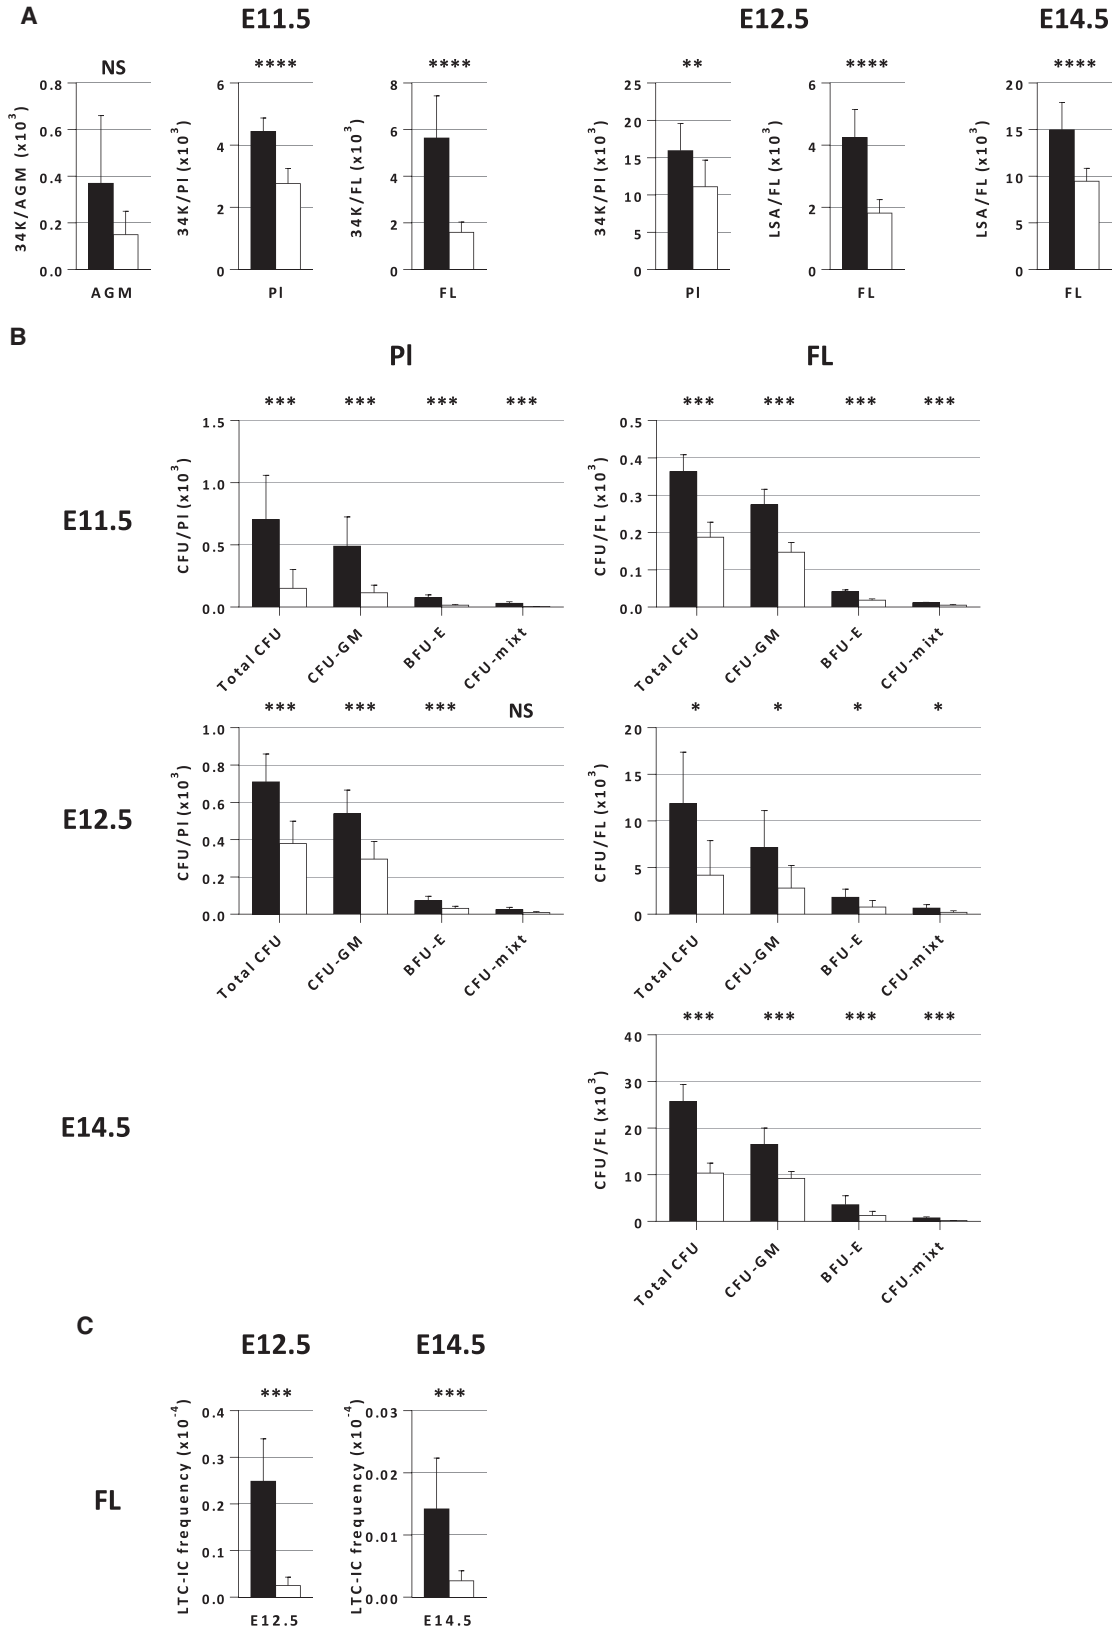 A
E11.5
E12.5
E14.5
NS
****
****
**
****
****
34K/AGM (x10³)
0.8
0.6
0.4
0.2
0.0
AGM
34K/Pl (x10³)
6
4
2
0
Pl
34K/FL (x10³)
8
6
4
2
0
FL
34K/Pl (x10³)
25
20
15
10
5
0
Pl
LSA/FL (x10³)
6
4
2
0
FL
LSA/FL (x10³)
20
15
10
5
0
FL
B
Pl
FL
E11.5
*** *** *** ***
CFU/Pl (x10³)
1.5
1.0
0.5
0.0
Total CFU
CFU-GM
BFU-E
CFU-mixt
*** *** *** ***
CFU/FL (x10³)
0.5
0.4
0.3
0.2
0.1
0.0
Total CFU
CFU-GM
BFU-E
CFU-mixt
E12.5
*** *** *** NS
CFU/Pl (x10³)
1.0
0.8
0.6
0.4
0.2
0.0
Total CFU
CFU-GM
BFU-E
CFU-mixt
* * * *
CFU/FL (x10³)
20
15
10
5
0
Total CFU
CFU-GM
BFU-E
CFU-mixt
E14.5
*** *** *** ***
CFU/FL (x10³)
40
30
20
10
0
Total CFU
CFU-GM
BFU-E
CFU-mixt
C
E12.5
E14.5
FL
***
LTC-IC frequency (x10⁻⁴)
0.4
0.3
0.2
0.1
0.0
E12.5
***
LTC-IC frequency (x10⁻⁴)
0.03
0.02
0.01
0.00
E14.5